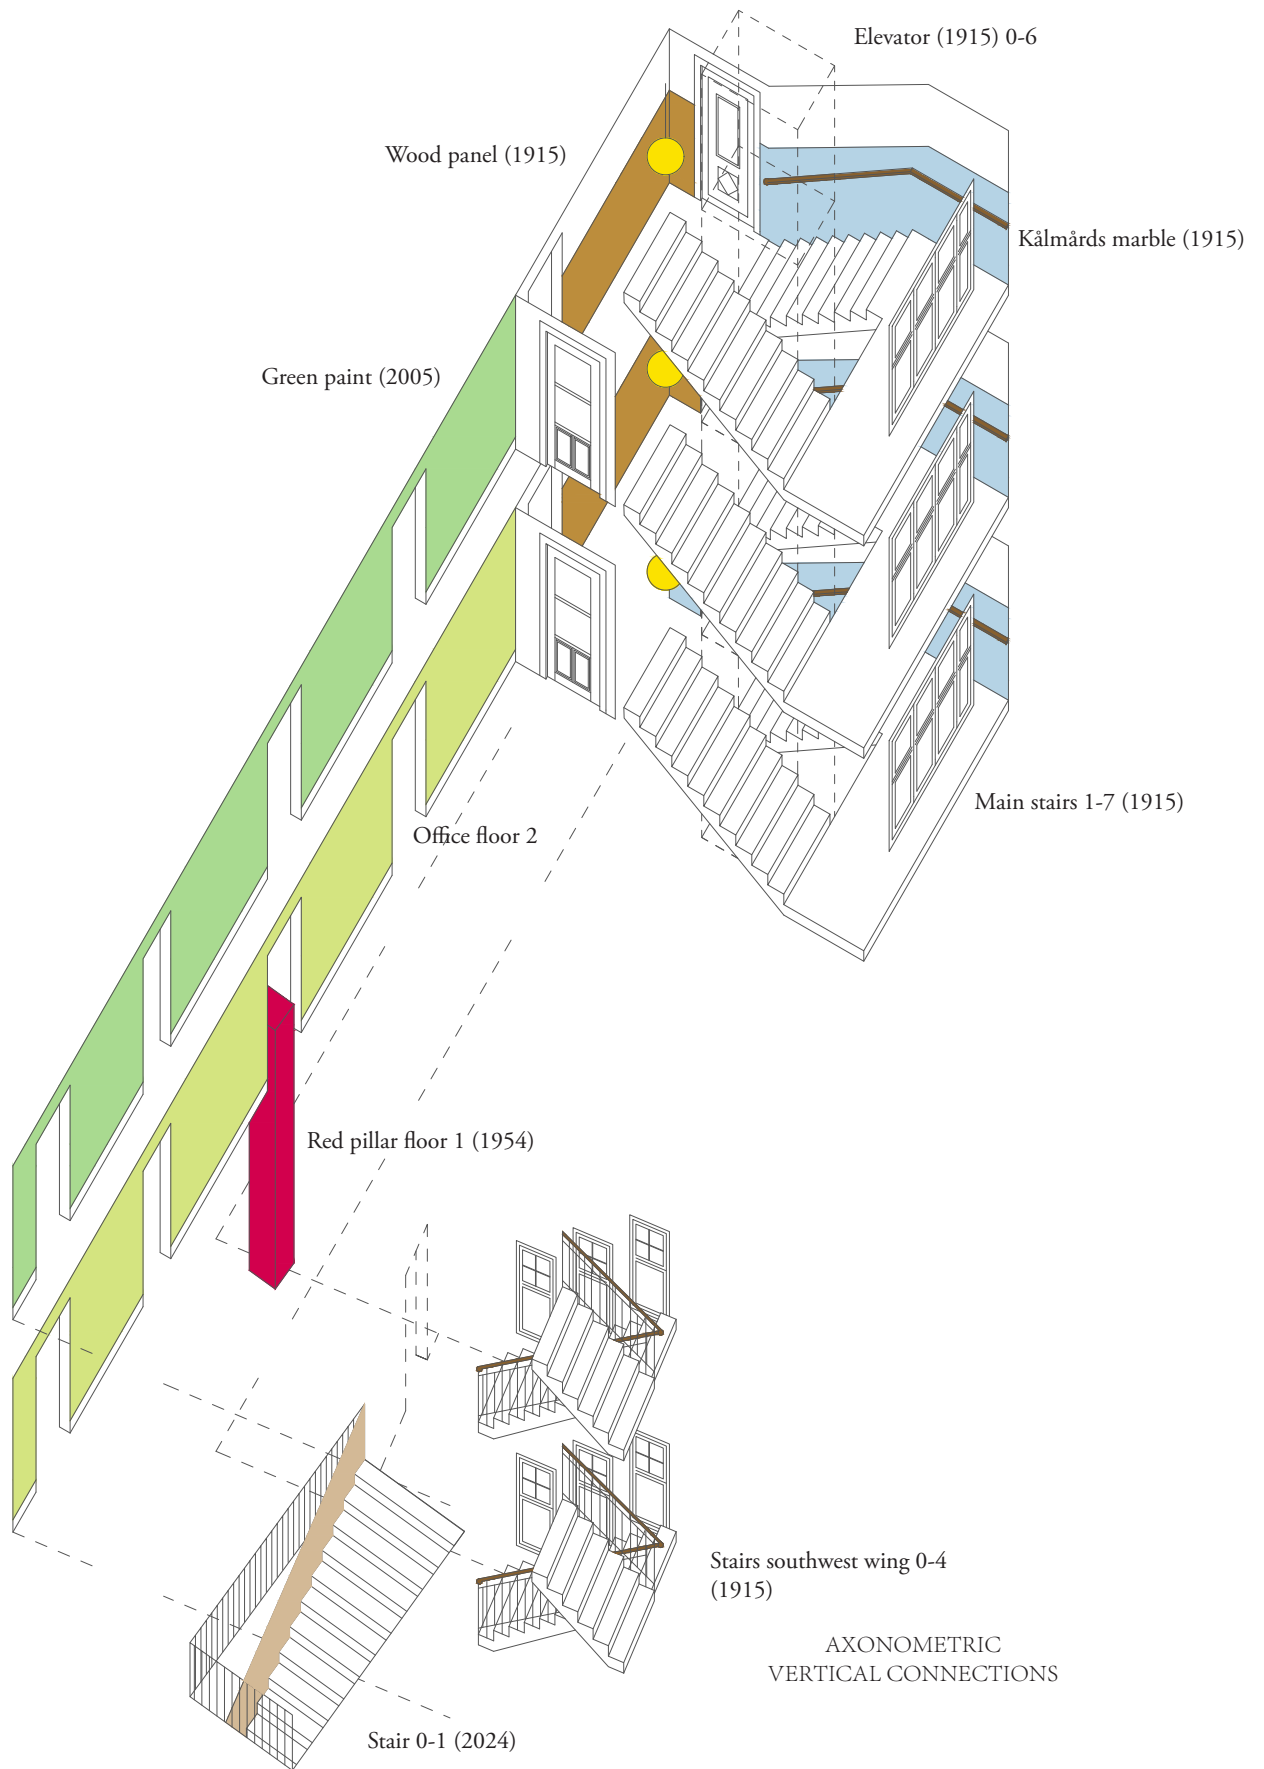 Elevator (1915) 0-6
Wood panel (1915)
Kålmårds marble (1915)
Green paint (2005)
Main stairs 1-7 (1915)
Office floor 2
Red pillar floor 1 (1954)
Stairs southwest wing 0-4
(1915)
AXONOMETRIC
VERTICAL CONNECTIONS
Stair 0-1 (2024)